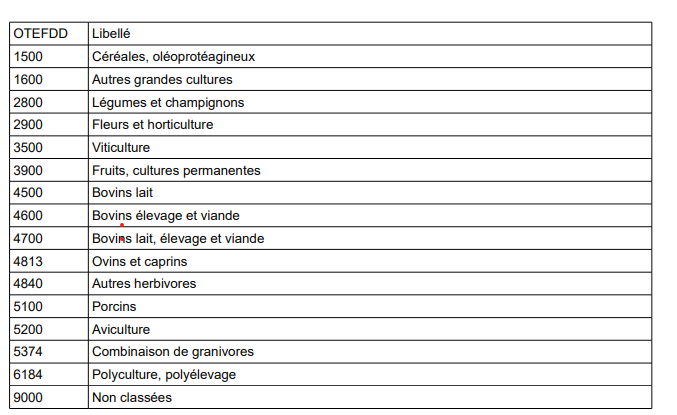 OTEFDD Libellé
1500 Céréales, oléoprotéagineux
1600 Autres grandes cultures
2800 Légumes et champignons
2900 Fleurs et horticulture
3500 Viticulture
3900 Fruits, cultures permanentes
4500 Bovins lait
4600 Bovins élevage et viande
4700 Bovins lait, élevage et viande
4813 Ovins et caprins
4840 Autres herbivores
5100 Porcins
5200 Aviculture
5374 Combinaison de granivores
6184 Polyculture, polyélevage
9000 Non classées